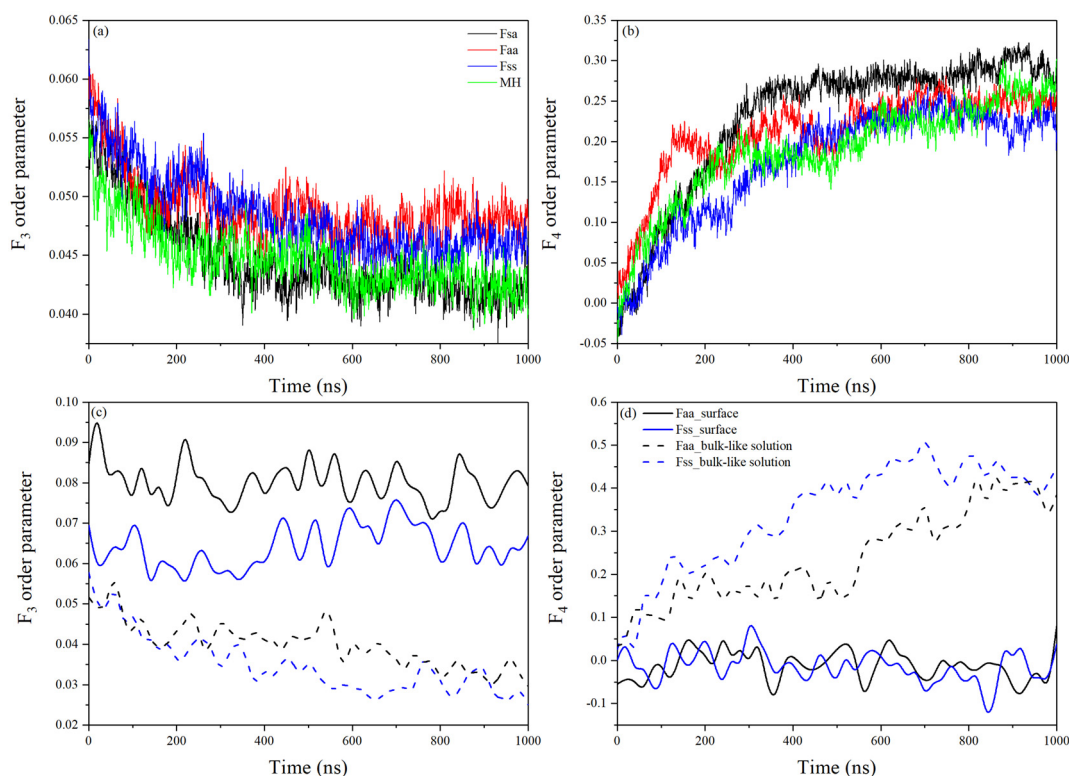 (a)
Fsa
Faa
Fss
MH
0.065
0.060
0.055
0.050
0.045
0.040
F3 order parameter
0 200 400 600 800 1000
Time (ns)
(b)
0.35
0.30
0.25
0.20
0.15
0.10
0.05
0.00
-0.05
F4 order parameter
0 200 400 600 800 1000
Time (ns)
(c)
0.10
0.09
0.08
0.07
0.06
0.05
0.04
0.03
0.02
F3 order parameter
0 200 400 600 800 1000
Time (ns)
(d)
Faa_surface
Fss_surface
Faa_bulk-like solution
Fss_bulk-like solution
0.6
0.5
0.4
0.3
0.2
0.1
0.0
-0.1
F4 order parameter
0 200 400 600 800 1000
Time (ns)